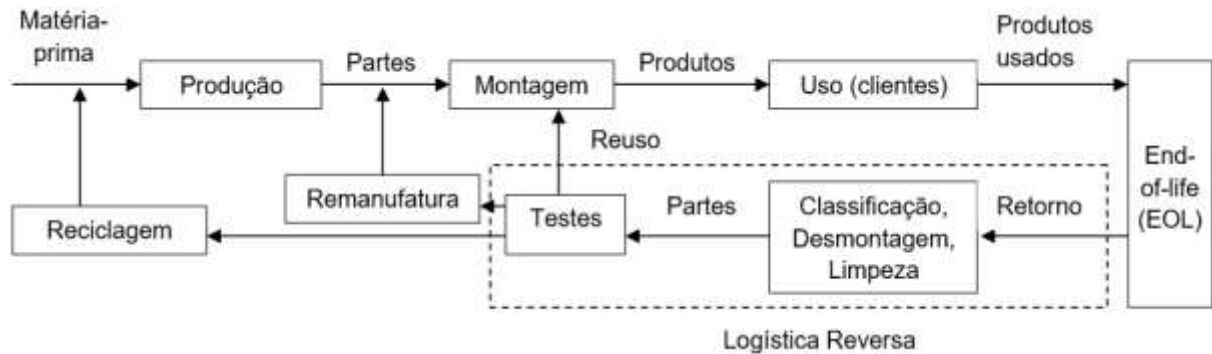 Matéria-
prima
Produção
Partes
Montagem
Produtos
Uso (clientes)
Produtos
usados
End-
of-life
(EOL)
Reuso
Remanufatura
Reciclagem
Testes
Partes
Classificação,
Desmontagem,
Limpeza
Retorno
Logística Reversa